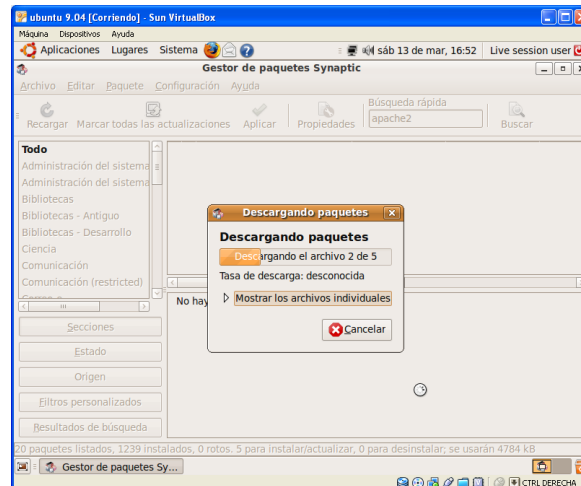 ubuntu 9.04 [Corriendo] - Sun VirtualBox
Máquina Dispositivos Ayuda
Aplicaciones Lugares Sistema sáb 13 de mar, 16:52 Live session user
Gestor de paquetes Synaptic
Archivo Editar Paquete Configuración Ayuda
Búsqueda rápida
apache2
Recargar Marcar todas las actualizaciones Aplicar Propiedades Buscar
Todo
Administración del sistema
Administración del sistema
Bibliotecas
Bibliotecas - Antiguo
Bibliotecas - Desarrollo
Ciencia
Comunicación
Comunicación (restricted)
Descargando paquetes
Descargando paquetes
Descargando el archivo 2 de 5
Tasa de descarga: desconocida
Mostrar los archivos individuales
Cancelar
No hay
Secciones
Estado
Origen
Filtros personalizados
Resultados de búsqueda
20 paquetes listados, 1239 instalados, 0 rotos. 5 para instalar/actualizar, 0 para desinstalar; se usarán 4784 kB
Gestor de paquetes Sy...
CTRL DERECHA